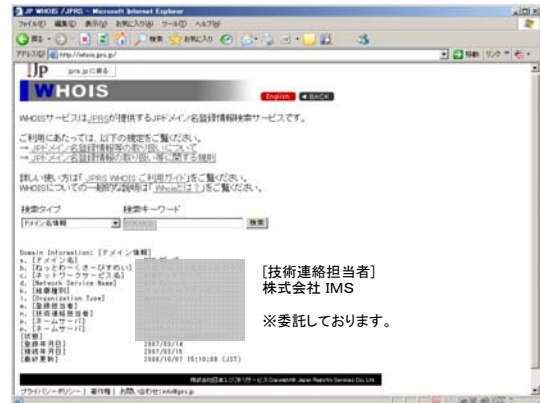 JP WHOIS /JPRS - Microsoft Internet Explorer
ファイル(F) 編集(E) 表示(V) お気に入り(A) ツール(T) ヘルプ(H)
戻る 検索 お気に入り
アドレス(D) http://whois.jprs.jp/ 移動 リンク
JP jprs.jpに戻る
WHOIS English BACK
WHOISサービスは、JPRSが提供するJPドメイン名登録情報検索サービスです。
ご利用にあたっては、以下の規定をご覧ください。
→ JPドメイン名登録情報等の取り扱いについて
→ JPドメイン名登録情報等の取り扱い等に関する規則
詳しい使い方は「JPRS WHOIS ご利用ガイド」をご覧ください。
WHOISについての一般的な説明は「Whoisとは?」をご覧ください。
検索タイプ 検索キーワード
ドメイン名情報 検索
Domain Information: [ドメイン情報]
a. [ドメイン名]
b. [ねっとわーくさーびすめい]
c. [ネットワークサービス名]
d. [Network Service Name]
k. [組織種別]
l. [Organization Type]
m. [登録担当者]
n. [技術連絡担当者]
p. [ネームサーバ]
p. [ネームサーバ]
[状態]
[登録年月日] 2007/03/14
[接続年月日] 2007/03/15
[最終更新] 2008/10/07 15:10:08 (JST)
[技術連絡担当者]
株式会社 IMS
※委託しております。
株式会社日本レジストリサービス Copyright© Japan Registry Services Co., Ltd.
プライバシーポリシー | 著作権 | お問い合わせ:info@jprs.jp